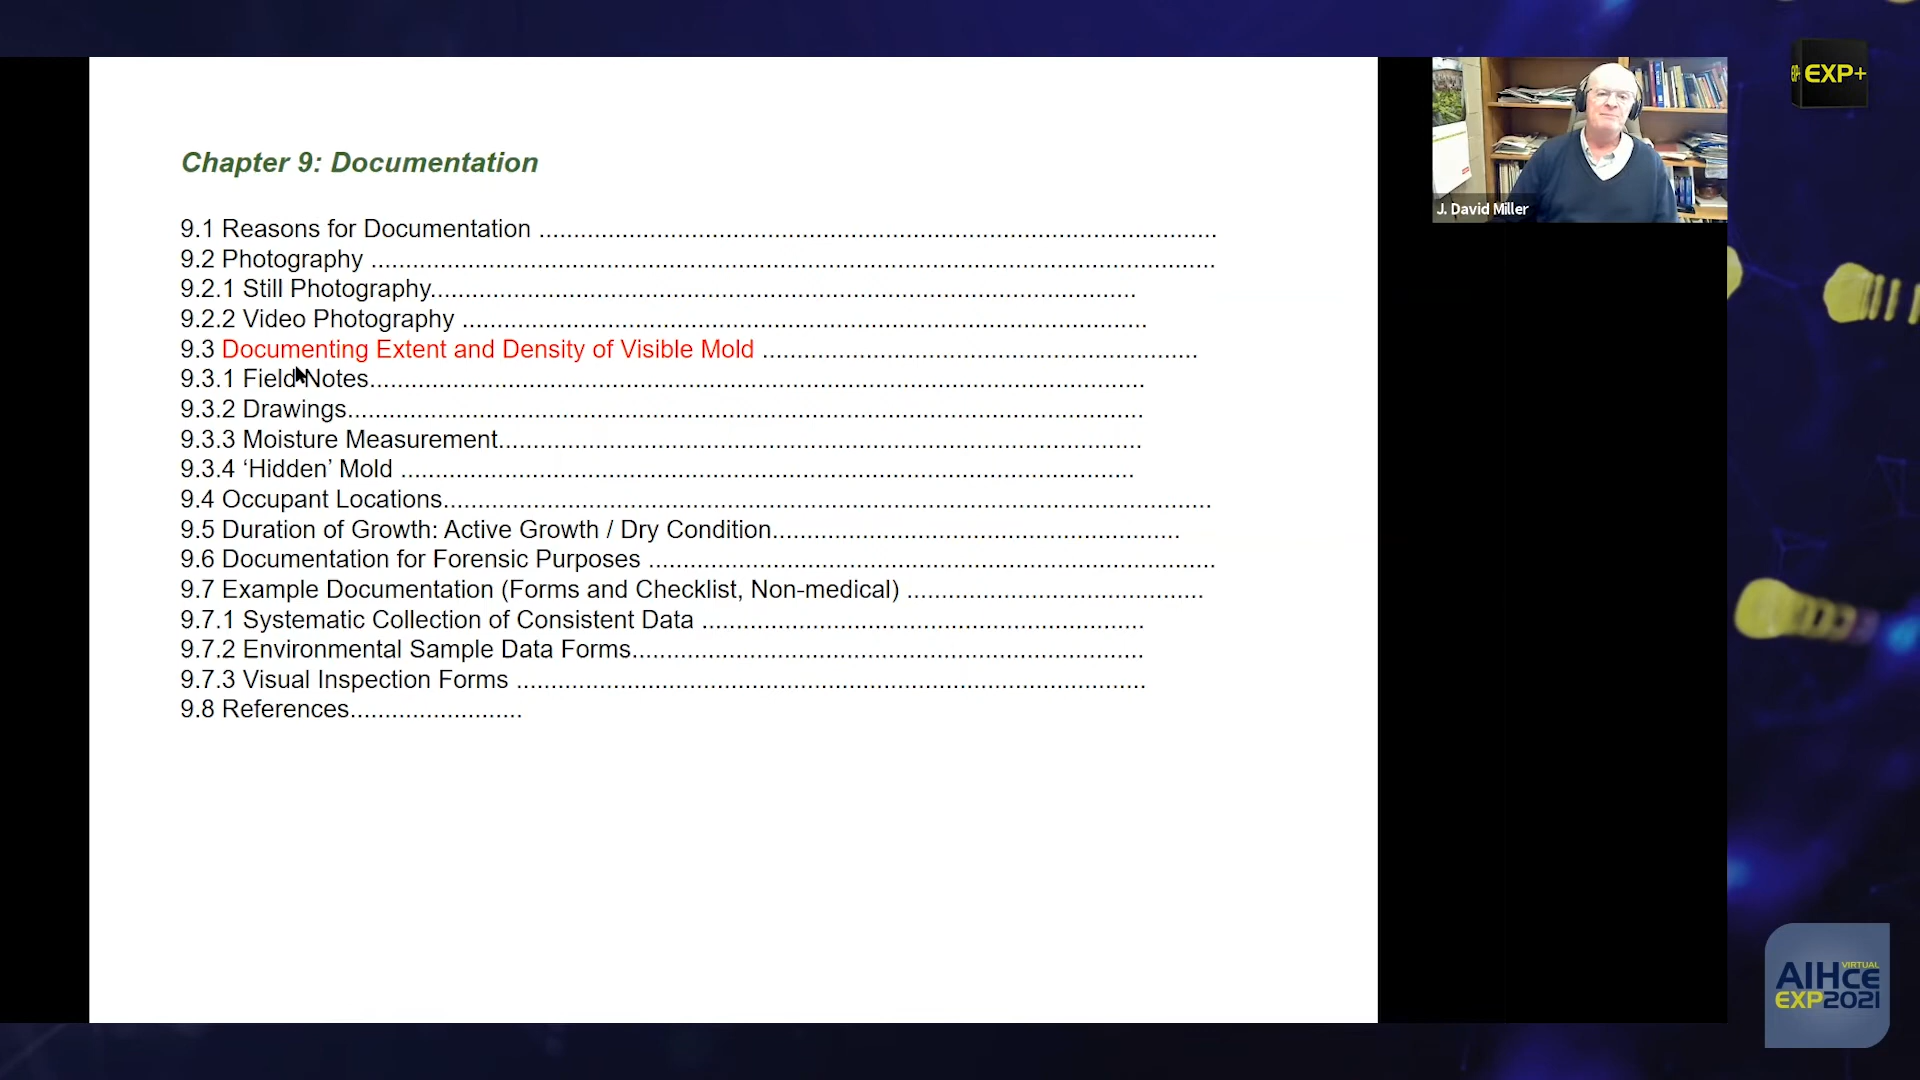 Chapter 9: Documentation
9.1 Reasons for Documentation ..................................................................................................
9.2 Photography ..........................................................................................................................
9.2.1 Still Photography......................................................................................................
9.2.2 Video Photography ...................................................................................................
9.3 Documenting Extent and Density of Visible Mold ...............................................................
9.3.1 Field Notes................................................................................................................
9.3.2 Drawings...................................................................................................................
9.3.3 Moisture Measurement.............................................................................................
9.3.4 ‘Hidden’ Mold ..........................................................................................................
9.4 Occupant Locations...............................................................................................................
9.5 Duration of Growth: Active Growth / Dry Condition...........................................................
9.6 Documentation for Forensic Purposes ..................................................................................
9.7 Example Documentation (Forms and Checklist, Non-medical) ...........................................
9.7.1 Systematic Collection of Consistent Data ................................................................
9.7.2 Environmental Sample Data Forms..........................................................................
9.7.3 Visual Inspection Forms ...........................................................................................
9.8 References.........................
J. David Miller
EXP+
VIRTUAL
AIHce
EXP2021